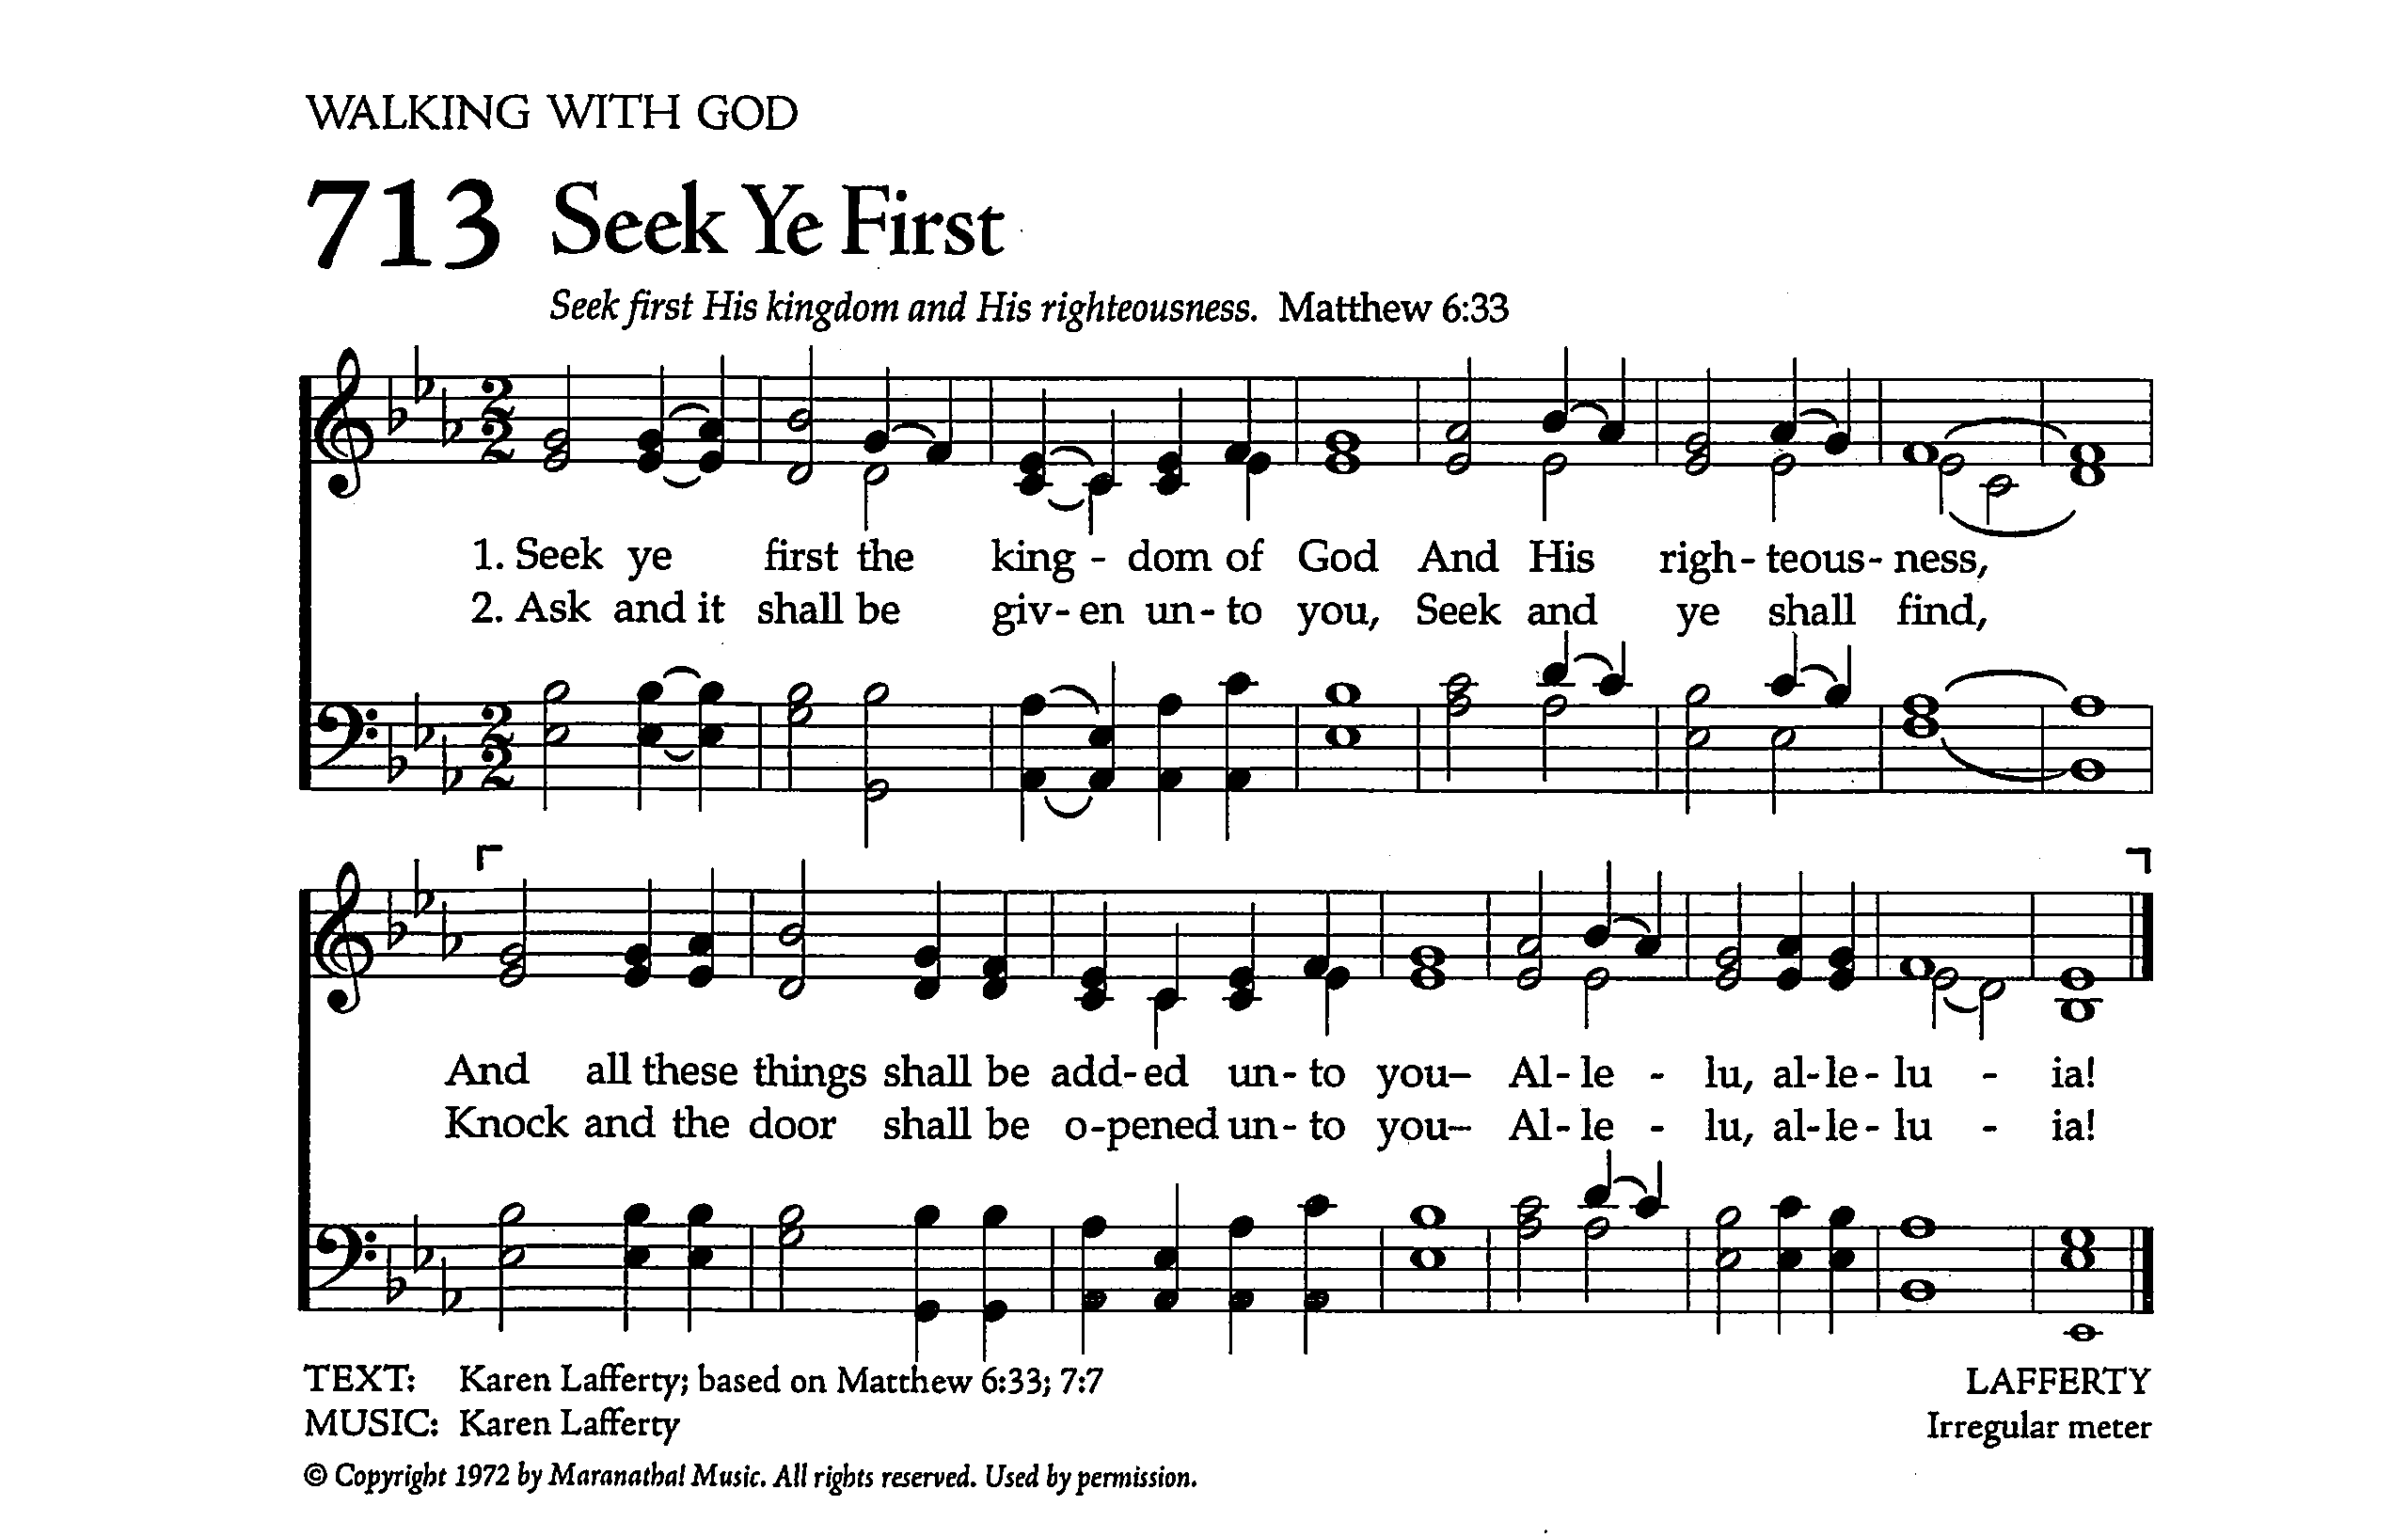 WALKING WITH GOD
713 Seek Ye First
Seek first His kingdom and His righteousness. Matthew 6:33
1. Seek ye first the king - dom of God And His righ - teous - ness,
2. Ask and it shall be giv - en un - to you, Seek and ye shall find,
And all these things shall be add - ed un - to you– Al - le - lu, al - le - lu - ia!
Knock and the door shall be o - pened un - to you– Al - le - lu, al - le - lu - ia!
TEXT: Karen Lafferty; based on Matthew 6:33; 7:7
LAFFERTY
MUSIC: Karen Lafferty
Irregular meter
© Copyright 1972 by Maranatha! Music. All rights reserved. Used by permission.